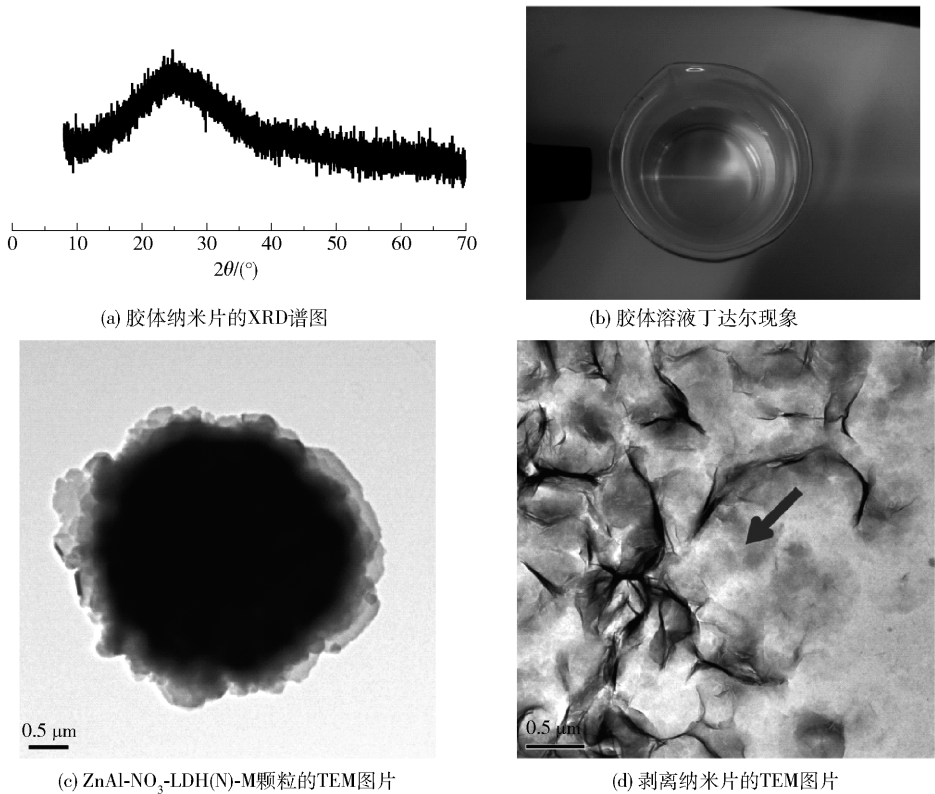 0 10 20 30 40 50 60 70
2θ/(°)
(a) 胶体纳米片的XRD谱图
(b) 胶体溶液丁达尔现象
0.5 μm
0.5 μm
(c) ZnAl-NO₃-LDH(N)-M颗粒的TEM图片
(d) 剥离纳米片的TEM图片